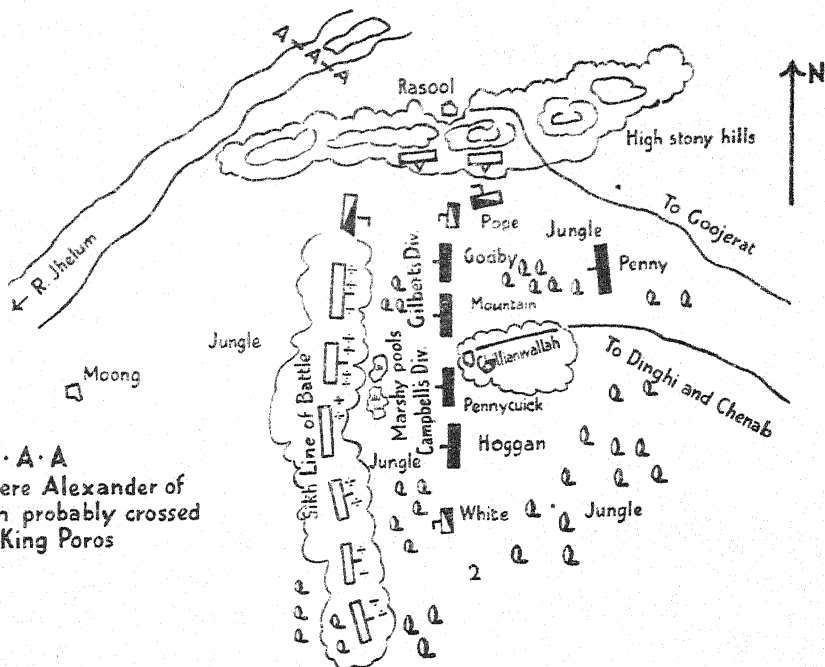 A-A-A
N
Rasool
High stony hills
To Goojerat
← R. Jhelum
Pope
Jungle
Godby
Penny
Gilberts Div.
Mountain
Jungle
Chillianwallah
Moong
To Dinghi and Chenab
Sikh Line of Battle
Marshy pools
Campbells Div.
Pennycuick
Hoggan
Jungle
White
Jungle
2
·A·A
ere Alexander of
n probably crossed
King Poros